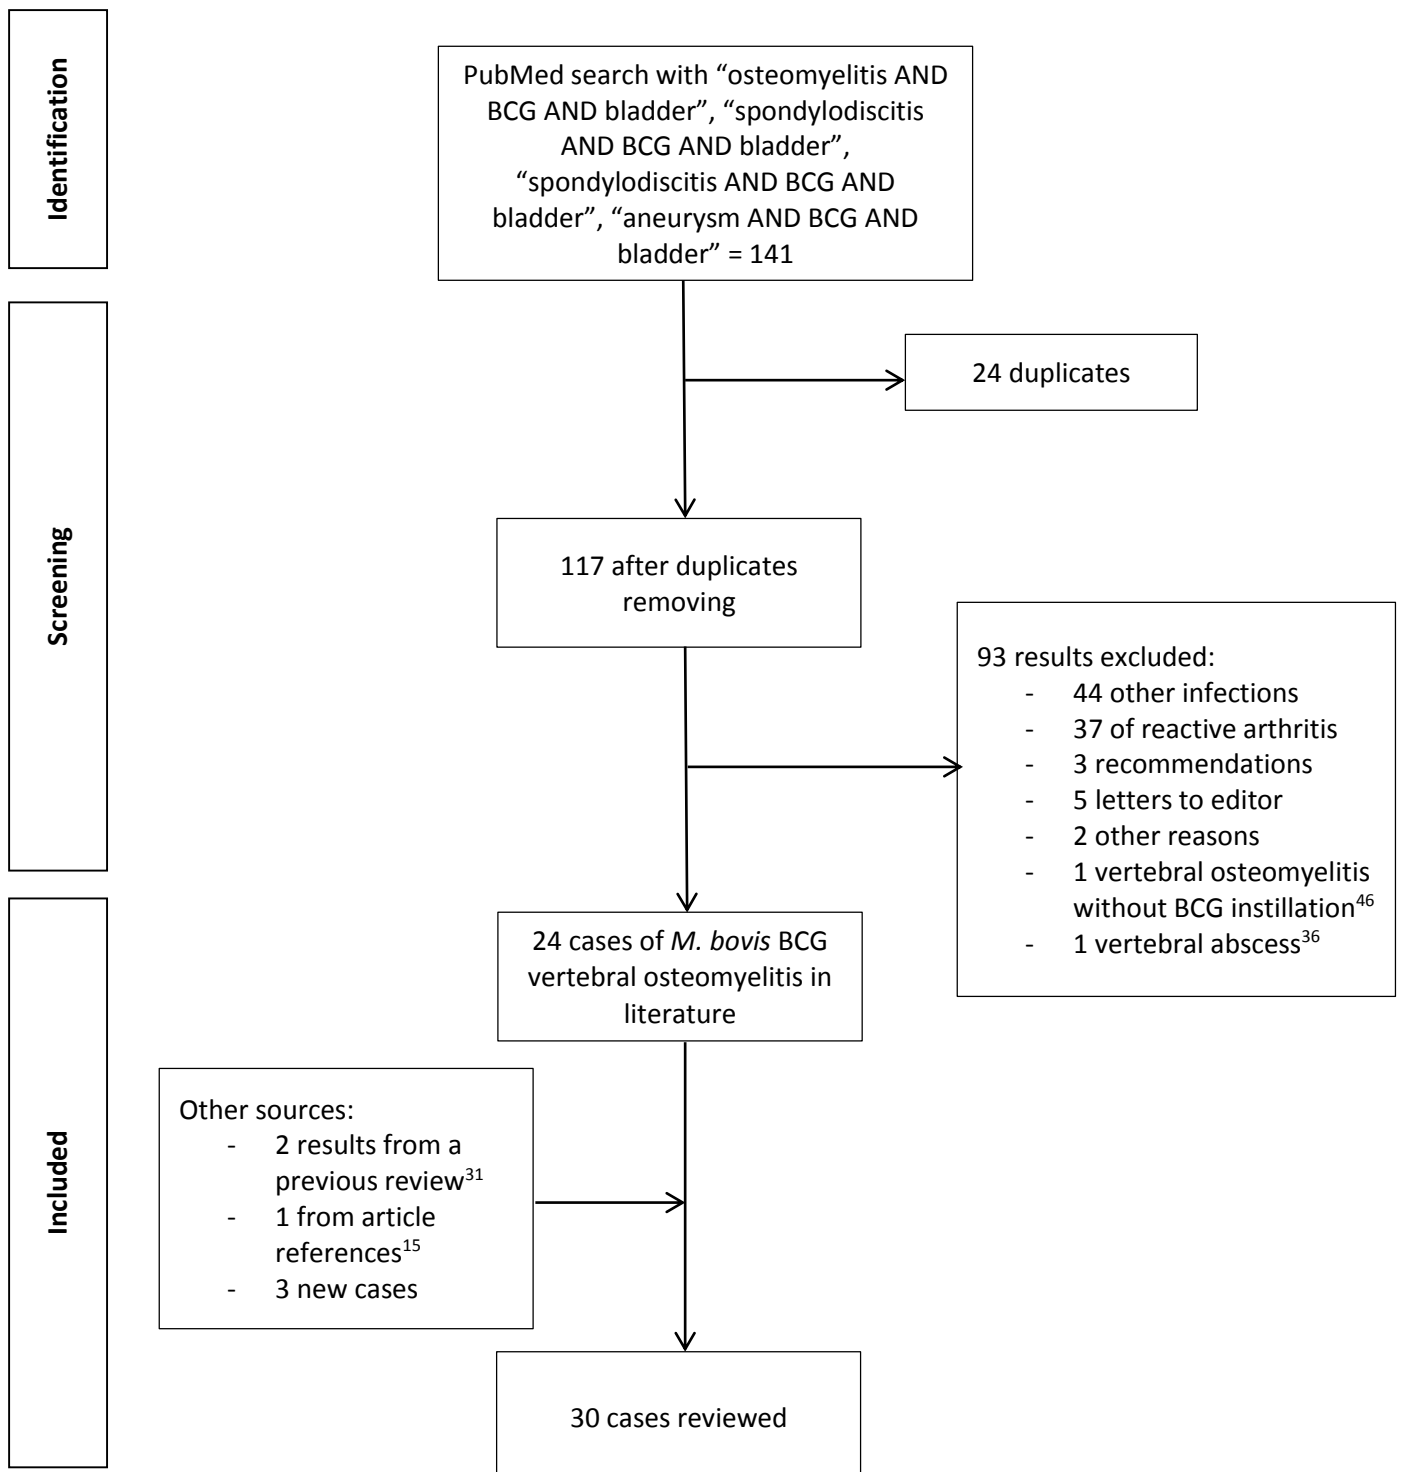 Identification
PubMed search with “osteomyelitis AND
BCG AND bladder”, “spondylodiscitis
AND BCG AND bladder”,
“spondylodiscitis AND BCG AND
bladder”, “aneurysm AND BCG AND
bladder” = 141
Screening
24 duplicates
117 after duplicates
removing
93 results excluded:
- 44 other infections
- 37 of reactive arthritis
- 3 recommendations
- 5 letters to editor
- 2 other reasons
- 1 vertebral osteomyelitis
without BCG instillation46
- 1 vertebral abscess36
Included
24 cases of M. bovis BCG
vertebral osteomyelitis in
literature
Other sources:
- 2 results from a
previous review31
- 1 from article
references15
- 3 new cases
30 cases reviewed